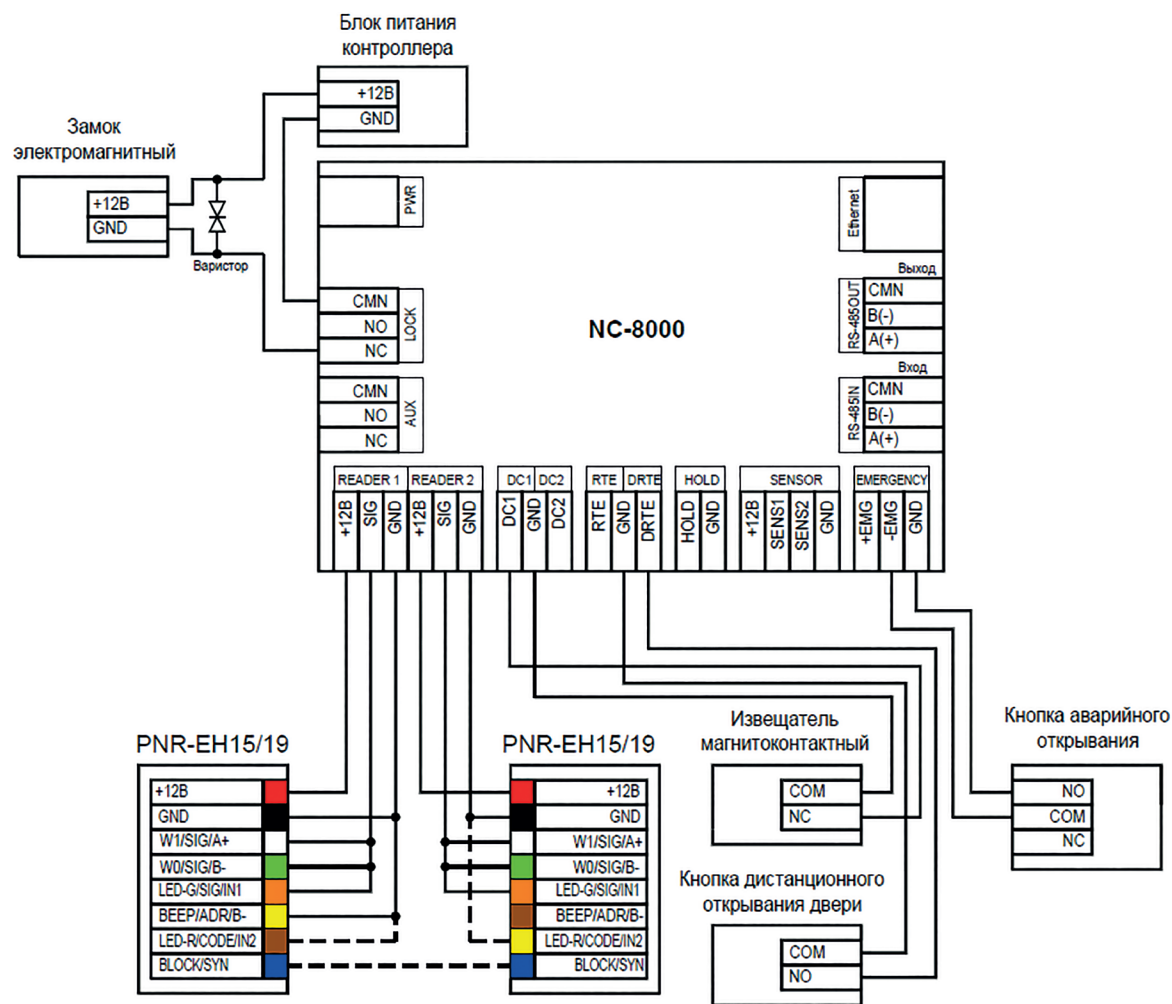 Блок питания
контроллера
+12В
GND
Замок
электромагнитный
+12В
GND
Варистор
PWR
Ethernet
Выход
CMN
B(-)
A(+)
RS-485OUT
CMN
NO
NC
LOCK
NC-8000
Вход
CMN
B(-)
A(+)
RS-485IN
CMN
NO
NC
AUX
READER 1
READER 2
DC1
DC2
RTE
DRTE
HOLD
SENSOR
EMERGENCY
+12В
SIG
GND
+12В
SIG
GND
DC1
GND
DC2
RTE
GND
DRTE
HOLD
GND
+12В
SENS1
SENS2
GND
+EMG
-EMG
GND
PNR-EH15/19
+12В
GND
W1/SIG/A+
W0/SIG/B-
LED-G/SIG/IN1
BEEP/ADR/B-
LED-R/CODE/IN2
BLOCK/SYN
PNR-EH15/19
+12В
GND
W1/SIG/A+
W0/SIG/B-
LED-G/SIG/IN1
BEEP/ADR/B-
LED-R/CODE/IN2
BLOCK/SYN
Извещатель
магнитоконтактный
COM
NC
Кнопка аварийного
открывания
NO
COM
NC
Кнопка дистанционного
открывания двери
COM
NO